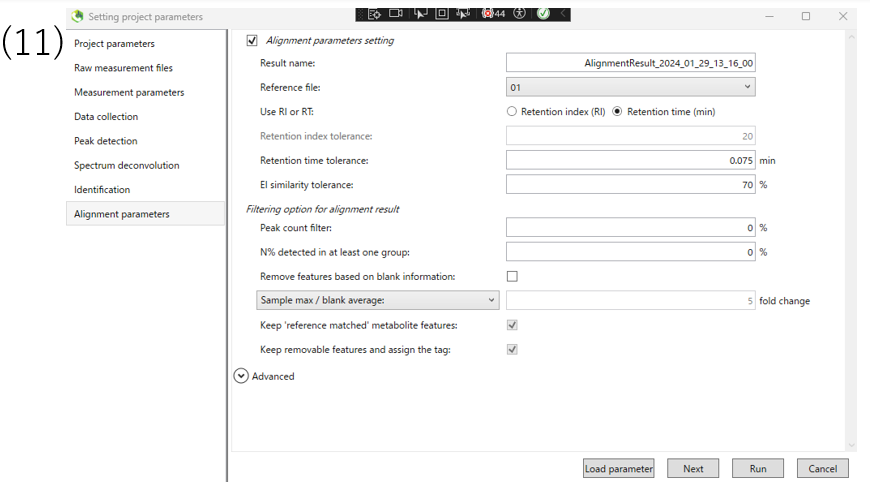 (11)
Setting project parameters
44
Project parameters
Raw measurement files
Measurement parameters
Data collection
Peak detection
Spectrum deconvolution
Identification
Alignment parameters
Alignment parameters setting
Result name: AlignmentResult_2024_01_29_13_16_00
Reference file: 01
Use RI or RT: Retention index (RI) Retention time (min)
Retention index tolerance: 20
Retention time tolerance: 0.075 min
EI similarity tolerance: 70 %
Filtering option for alignment result
Peak count filter: 0 %
N% detected in at least one group: 0 %
Remove features based on blank information:
Sample max / blank average: 5 fold change
Keep 'reference matched' metabolite features:
Keep removable features and assign the tag:
Advanced
Load parameter Next Run Cancel